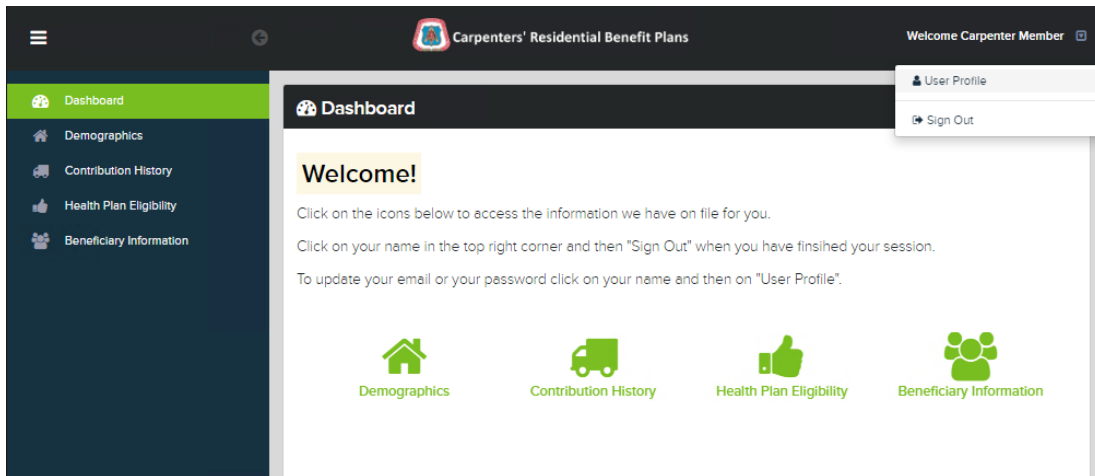 Carpenters' Residential Benefit Plans
Welcome Carpenter Member
User Profile
Sign Out
Dashboard
Demographics
Contribution History
Health Plan Eligibility
Beneficiary Information
Dashboard
Welcome!
Click on the icons below to access the information we have on file for you.
Click on your name in the top right corner and then "Sign Out" when you have finsihed your session.
To update your email or your password click on your name and then on "User Profile".
Demographics
Contribution History
Health Plan Eligibility
Beneficiary Information